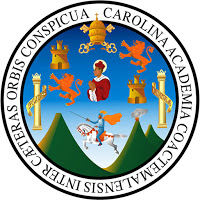 CAROLINA ACADEMIA COACTEMALENSIS INTER CÆTERAS ORBIS CONSPICUA